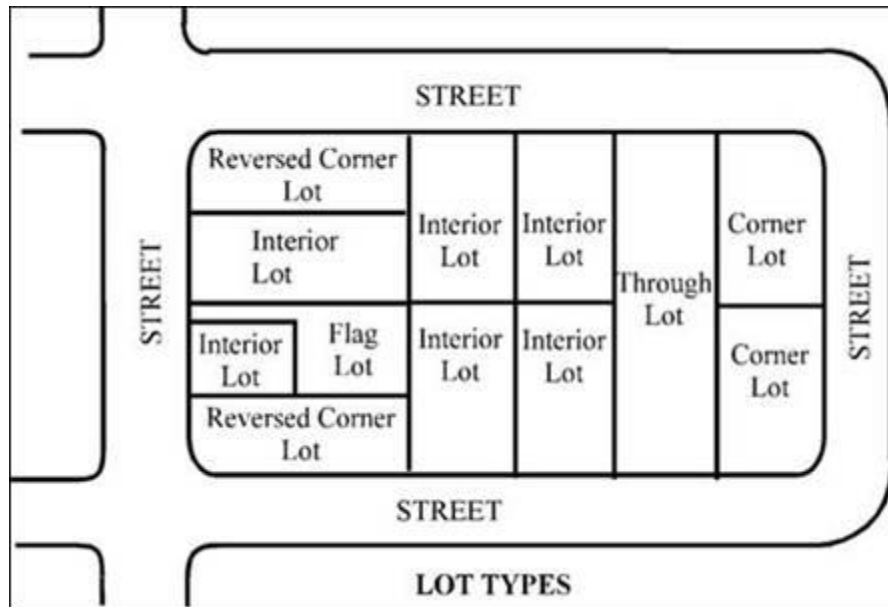 STREET
Reversed Corner
Lot
Interior
Lot
Interior
Lot
Interior
Lot
Corner
Lot
STREET
Through
Lot
STREET
Interior
Lot
Flag
Lot
Interior
Lot
Interior
Lot
Corner
Lot
Reversed Corner
Lot
STREET
LOT TYPES